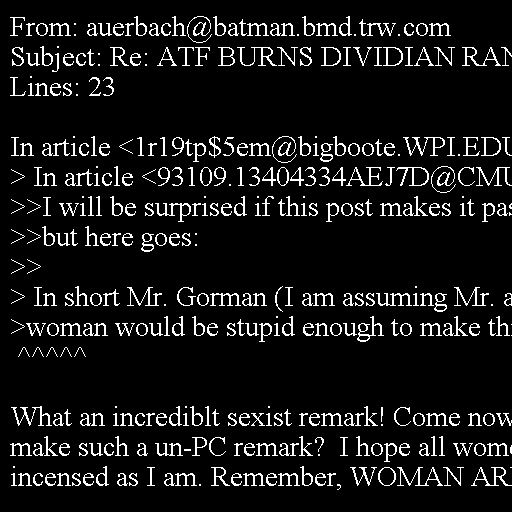 From: auerbach@batman.bmd.trw.com
Subject: Re: ATF BURNS DIVIDIAN RAN
Lines: 23

In article <1r19tp$5em@bigboote.WPI.EDU
> In article <93109.13404334AEJ7D@CMU
>>I will be surprised if this post makes it pas
>>but here goes:
>>
> In short Mr. Gorman (I am assuming Mr. a
>woman would be stupid enough to make thi
 ^^^^^

What an incrediblt sexist remark! Come now
make such a un-PC remark?  I hope all wome
incensed as I am. Remember, WOMAN ARE